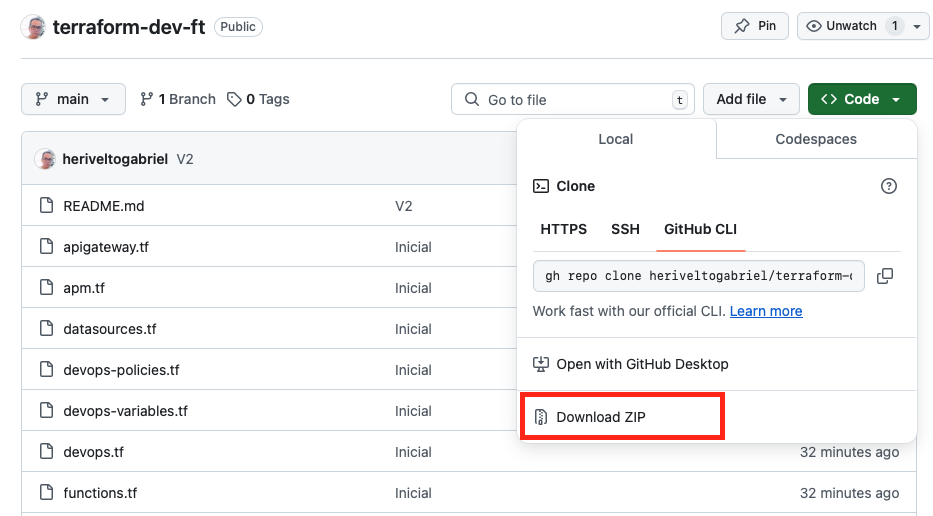 terraform-dev-ft Public Pin Unwatch 1
main 1 Branch 0 Tags Go to file t Add file Code
Local Codespaces
heriveltogabriel V2
Clone
README.md V2
HTTPS SSH GitHub CLI
apigateway.tf Inicial
gh repo clone heriveltogabriel/terraform-
apm.tf Inicial
Work fast with our official CLI. Learn more
datasources.tf Inicial
devops-policies.tf Inicial
Open with GitHub Desktop
devops-variables.tf Inicial
Download ZIP
devops.tf Inicial 32 minutes ago
functions.tf Inicial 32 minutes ago